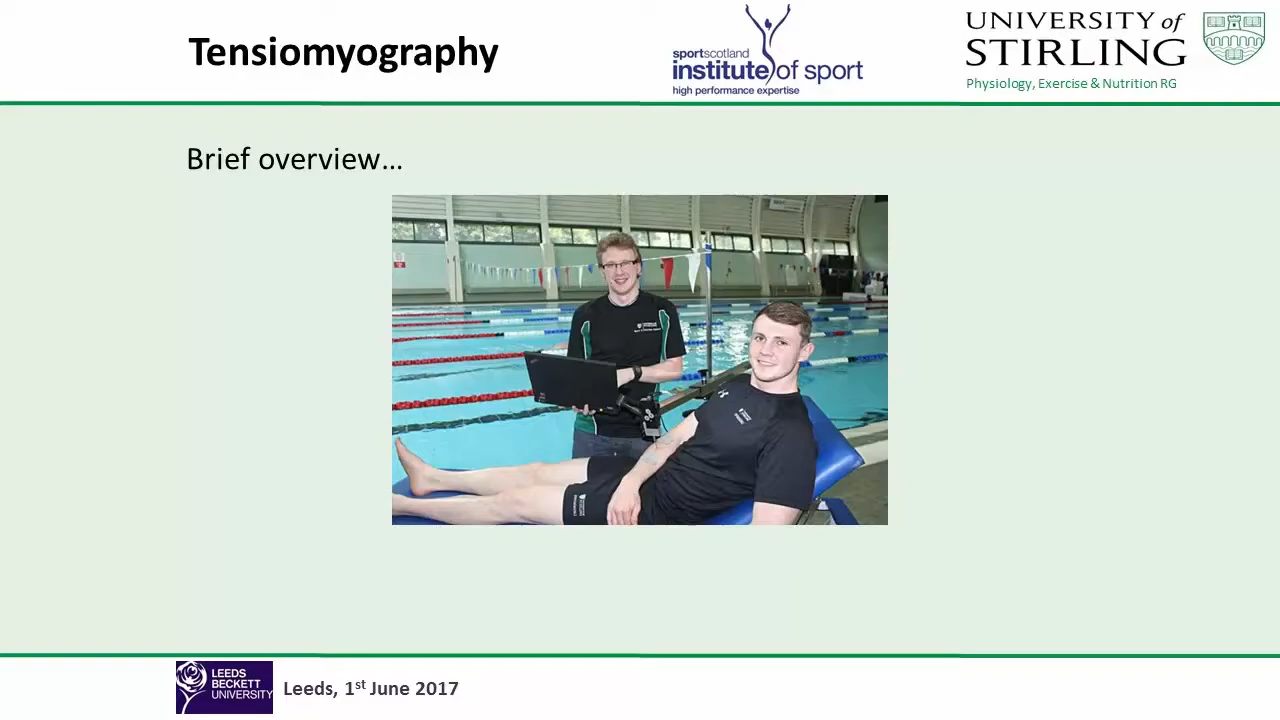 Tensiomyography
sportscotland
institute of sport
high performance expertise
UNIVERSITY of
STIRLING
Physiology, Exercise & Nutrition RG
Brief overview...
LEEDS
BECKETT
UNIVERSITY
Leeds, 1st June 2017